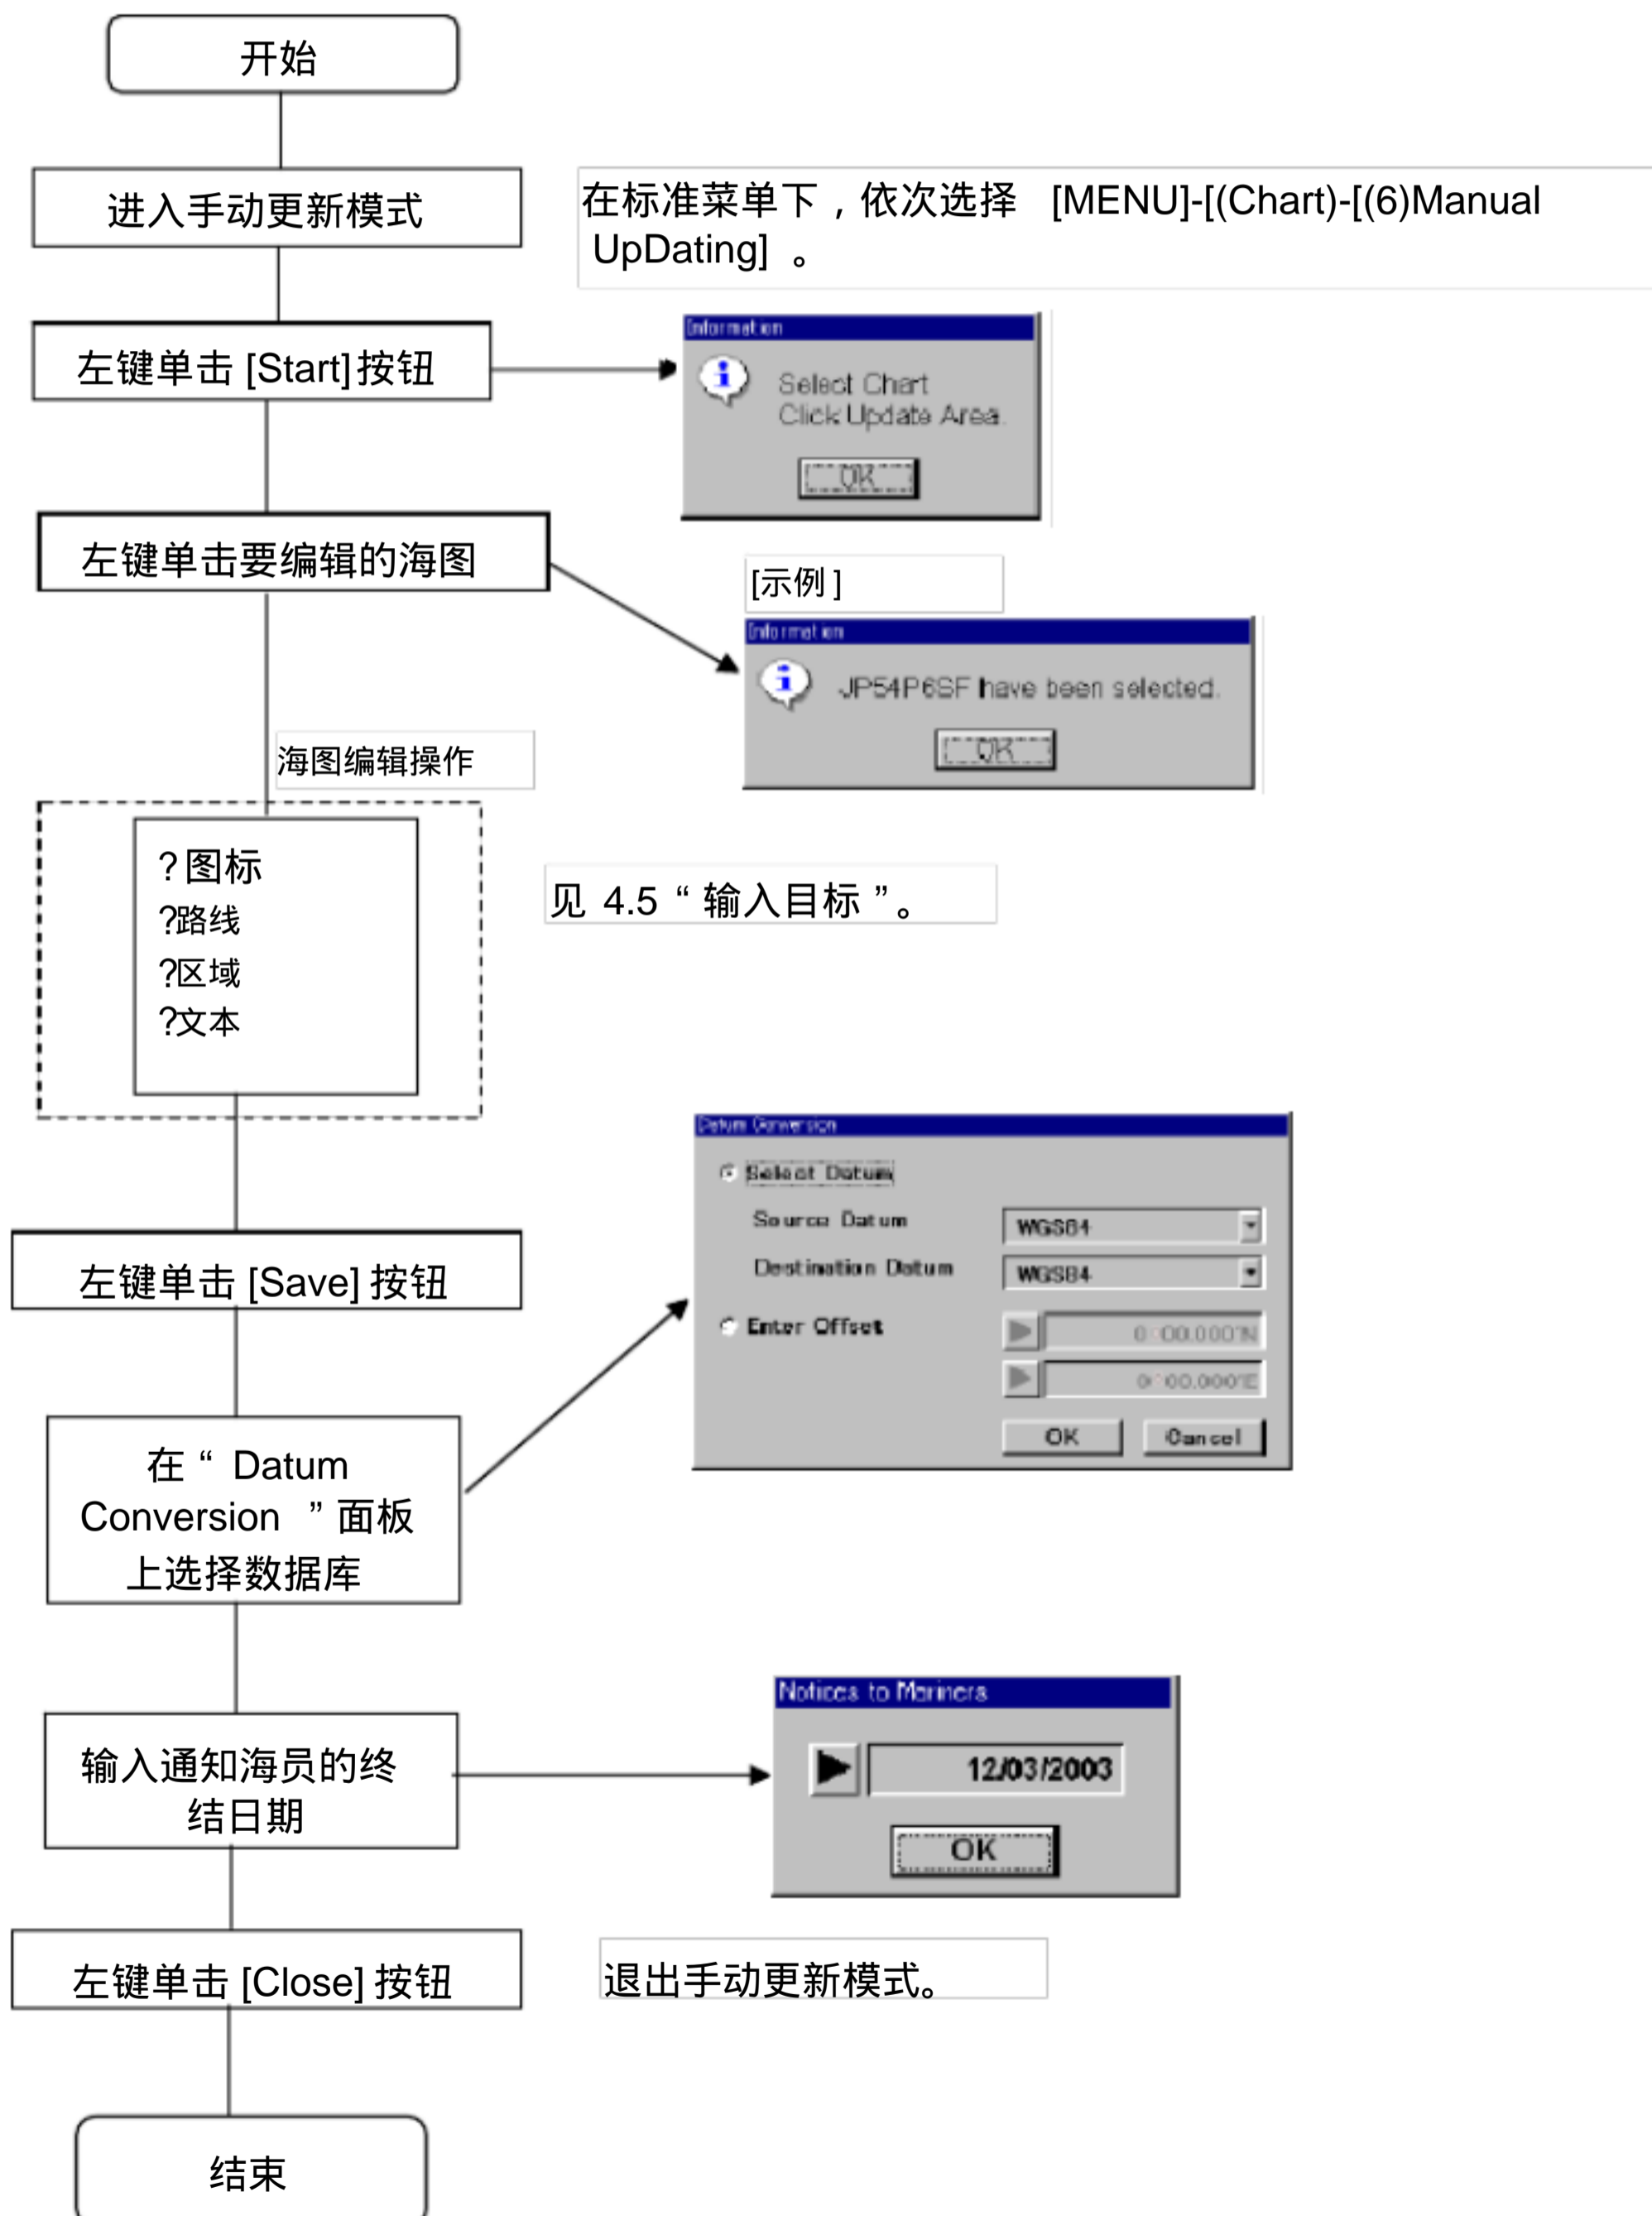 开始
进入手动更新模式
在标准菜单下，依次选择 [MENU]-[(Chart)-[(6)Manual
UpDating] 。
左键单击 [Start]按钮
Information
Select Chart
Click Update Area.
OK
左键单击要编辑的海图
[示例]
Information
JP54P6SF have been selected.
OK
海图编辑操作
?图标
?路线
?区域
?文本
见 4.5“输入目标”。
左键单击 [Save] 按钮
Datum Conversion
Select Datum
Source Datum WGS84
Destination Datum WGS84
Enter Offset 0°00.000'N
0°00.000'E
OK Cancel
在“ Datum
Conversion ”面板
上选择数据库
输入通知海员的终
结日期
Notices to Mariners
12/03/2003
OK
左键单击 [Close] 按钮
退出手动更新模式。
结束